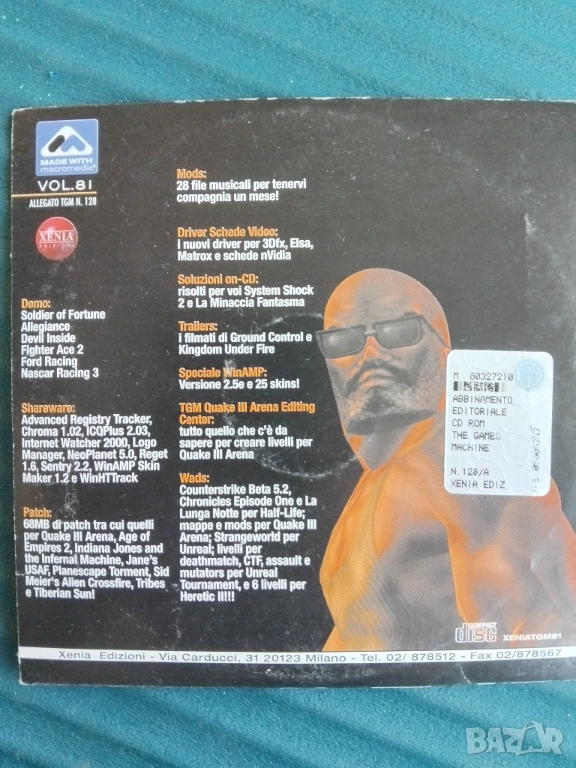 MADE WITH
macromedia
VOL.81
ALLEGATO TGM N. 128
XENIA
EDIZIONI
Demo:
Soldier of Fortune
Allegiance
Devil Inside
Fighter Ace 2
Ford Racing
Nascar Racing 3
Shareware:
Advanced Registry Tracker,
Chroma 1.02, ICQPlus 2.03,
Internet Watcher 2000, Logo
Manager, NeoPlanet 5.0, Reget
1.6, Sentry 2.2, WinAMP Skin
Maker 1.2 e WinHTTrack
Patch:
68MB di patch tra cui quelli
per Quake III Arena, Age of
Empires 2, Indiana Jones and
the Infernal Machine, Jane's
USAF, Planescape Torment, Sid
Meier's Alien Crossfire, Tribes
e Tiberian Sun!
Mods:
28 file musicali per tenervi
compagnia un mese!
Driver Schede Video:
i nuovi driver per 3Dfx, Elsa,
Matrox e schede nVidia
Soluzioni on-CD:
risolti per voi System Shock
2 e La Minaccia Fantasma
Trailers:
i filmati di Ground Control e
Kingdom Under Fire
Speciale WinAMP:
Versione 2.5e e 25 skins!
TGM Quake III Arena Editing
Center:
tutto quello che c'è da
sapere per creare livelli per
Quake III Arena
Wads:
Counterstrike Beta 5.2,
Chronicles Episode One e La
Lunga Notte per Half-Life;
mappe e mods per Quake III
Arena; Strangeworld per
Unreal; livelli per
deathmatch, CTF, assault e
mutators per Unreal
Tournament, e 6 livelli per
Heretic II!!!
M 60327210
ABBINAMENTO
EDITORIALE
CD ROM
THE GAMES
MACHINE
N.128/A
XENIA EDIZ
COMPACT
disc
XENIATGM81
Xenia Edizioni - Via Carducci, 31 20123 Milano - Tel. 02/ 878512 - Fax 02/878567
BAZAR